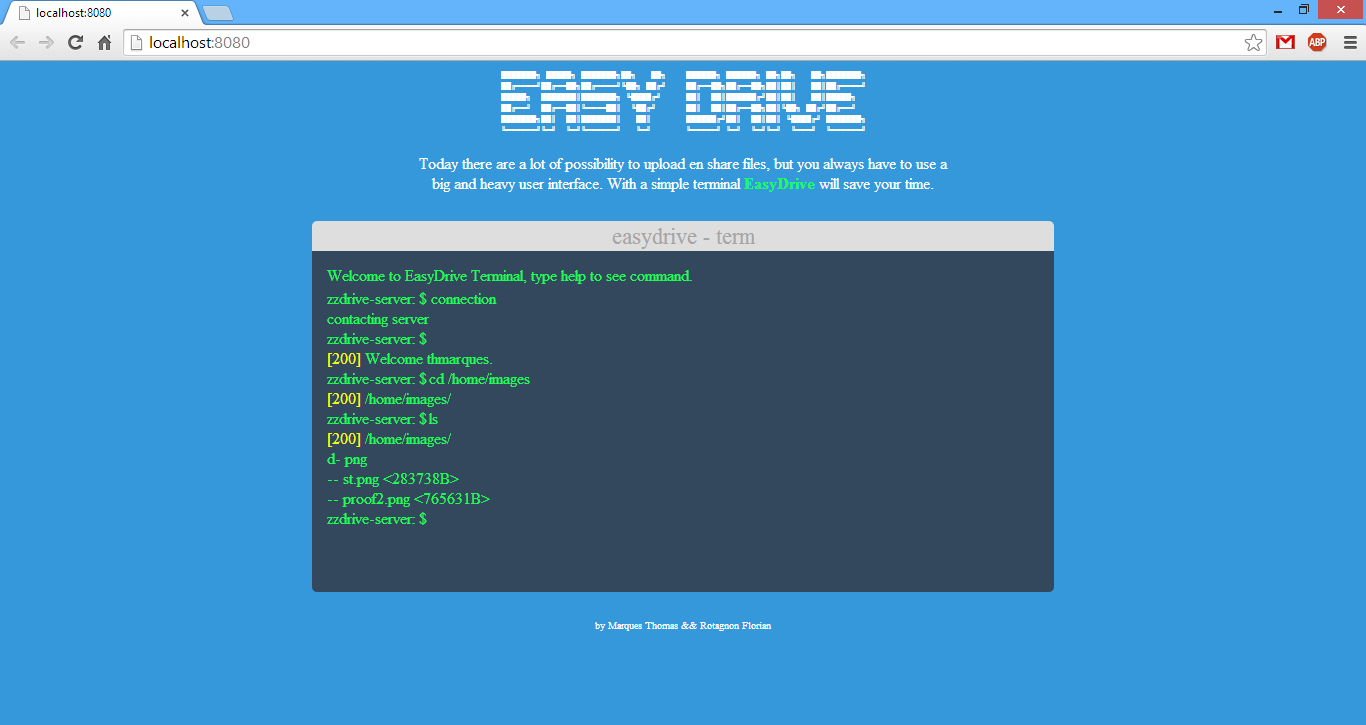 localhost:8080
localhost:8080
ABP
EASY DRIVE
Today there are a lot of possibility to upload en share files, but you always have to use a
big and heavy user interface. With a simple terminal EasyDrive will save your time.
easydrive - term
Welcome to EasyDrive Terminal, type help to see command.
zzdrive-server: $ connection
contacting server
zzdrive-server: $
[200] Welcome thmarques.
zzdrive-server: $cd /home/images
[200] /home/images/
zzdrive-server: $ls
[200] /home/images/
d- png
-- st.png <283738B>
-- proof2.png <765631B>
zzdrive-server: $
by Marques Thomas && Rotagnon Florian